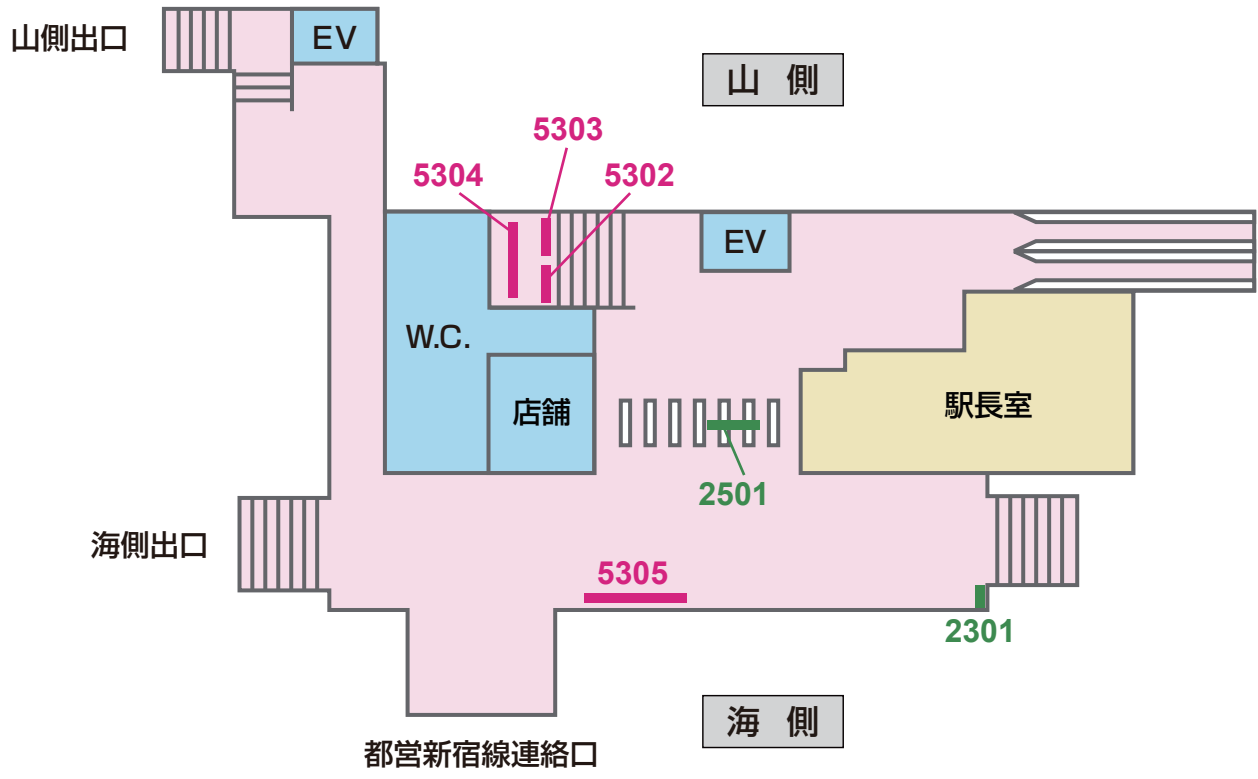 山側出口
EV
山 側
5303
5304
5302
EV
W.C.
店舗
駅長室
2501
海側出口
5305
2301
海 側
都営新宿線連絡口